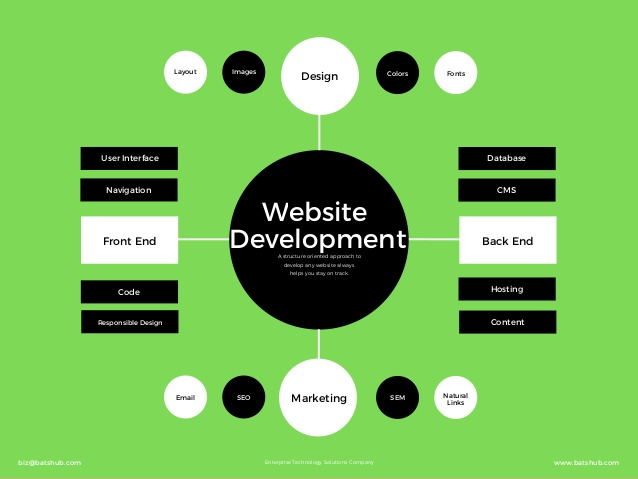 Layout
Images
Design
Colors
Fonts
User Interface
Navigation
Front End
Code
Responsible Design
Website
Development
A structure oriented approach to
develop any website always
helps you stay on track.
Database
CMS
Back End
Hosting
Content
Email
SEO
Marketing
SEM
Natural
Links
biz@batshub.com
Enterprise Technology Solutions Company
www.batshub.com